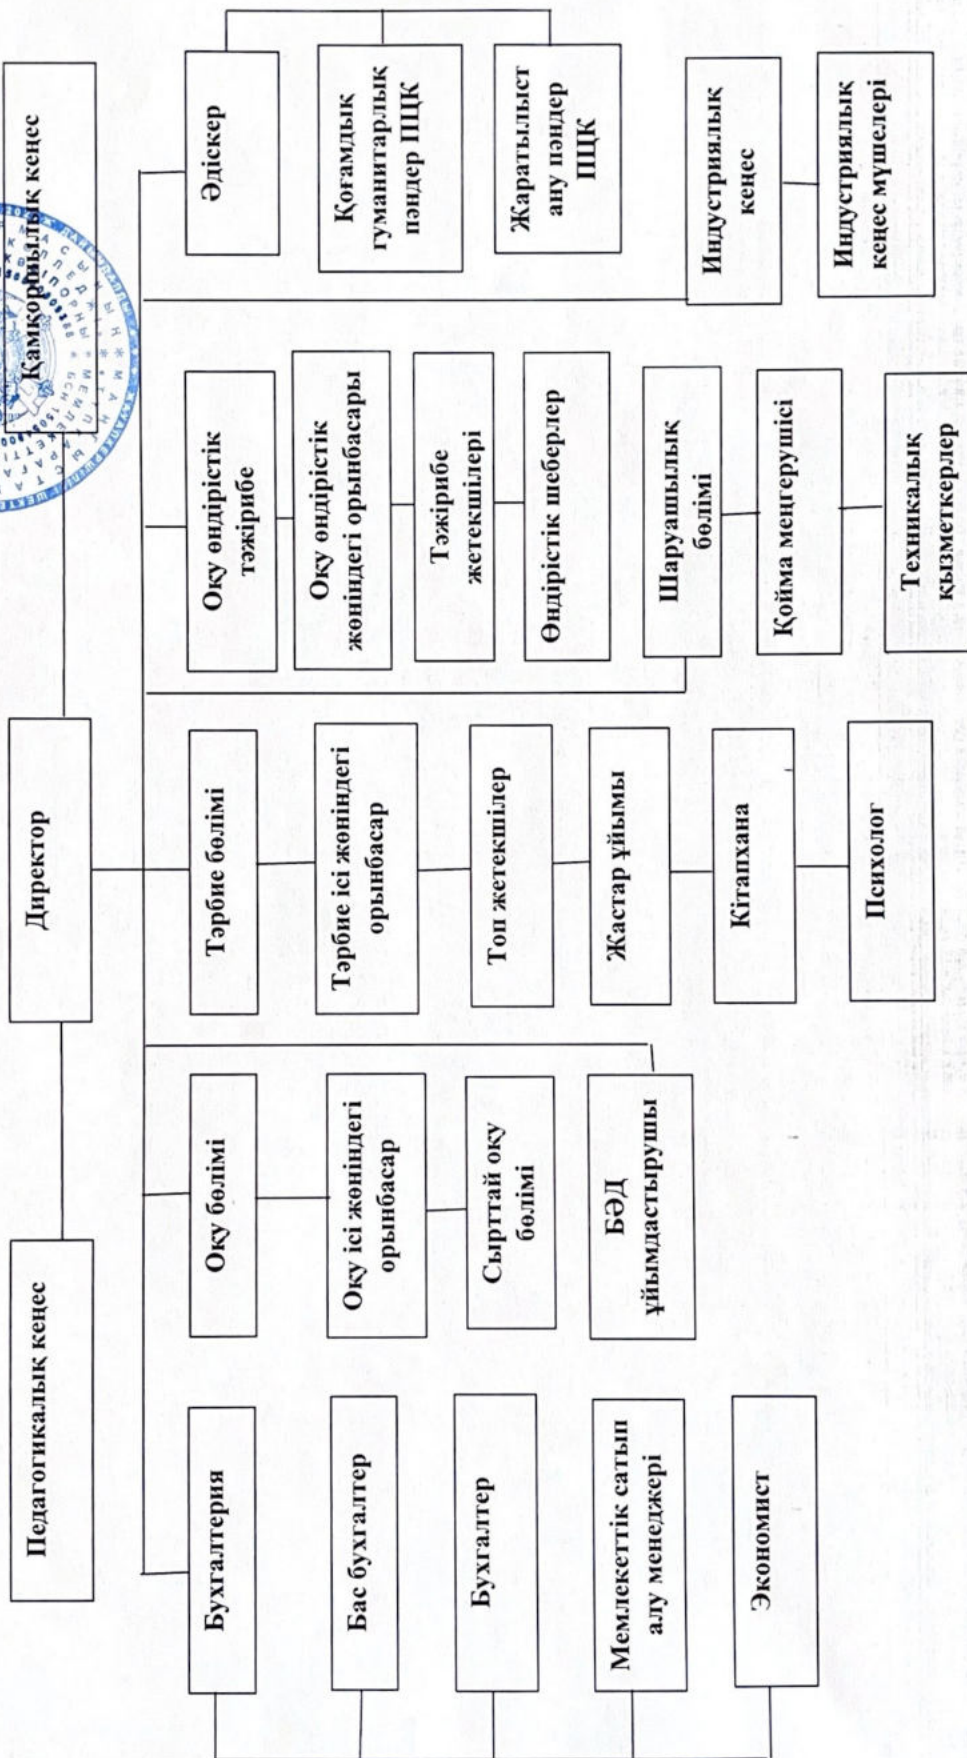 Педагогикалық кеңес
Директор
Қамқоршылық кеңес
Бухгалтерия
Бас бухгалтер
Бухгалтер
Мемлекеттік сатып
алу менеджері
Экономист
Оқу бөлімі
Оқу ісі жөніндегі
орынбасар
Сырттай оқу
бөлімі
БӘД
ұйымдастырушы
Тәрбие бөлімі
Тәрбие ісі жөніндегі
орынбасар
Топ жетекшілер
Жастар ұйымы
Кітапхана
Психолог
Оқу өндірістік
тәжірибе
Оқу өндірістік
жөніндегі орынбасары
Тәжірибе
жетекшілері
Өндірістік шеберлер
Шаруашылық
бөлімі
Қойма меңгерушісі
Техникалық
қызметкерлер
Әдіскер
Қоғамдық
гуманитарлық
пәндер ПЦК
Жаратылыст
ану пәндер
ПЦК
Индустриялық
кеңес
Индустриялық
кеңес мүшелері